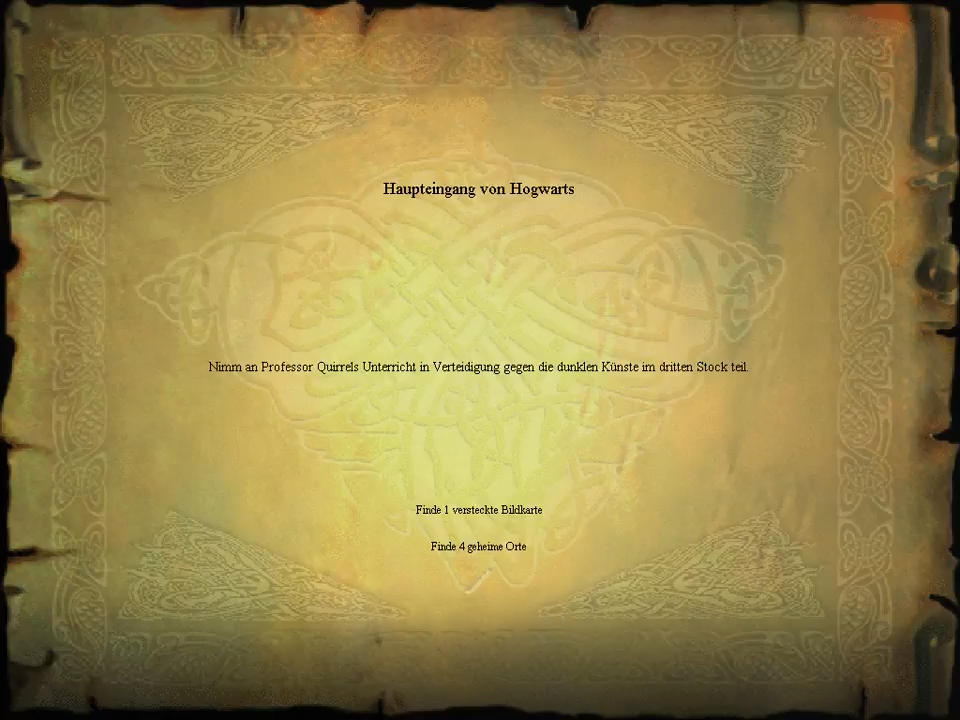 Haupteingang von Hogwarts
Nimm an Professor Quirrels Unterricht in Verteidigung gegen die dunklen Künste im dritten Stock teil.
Finde 1 versteckte Bildkarte
Finde 4 geheime Orte